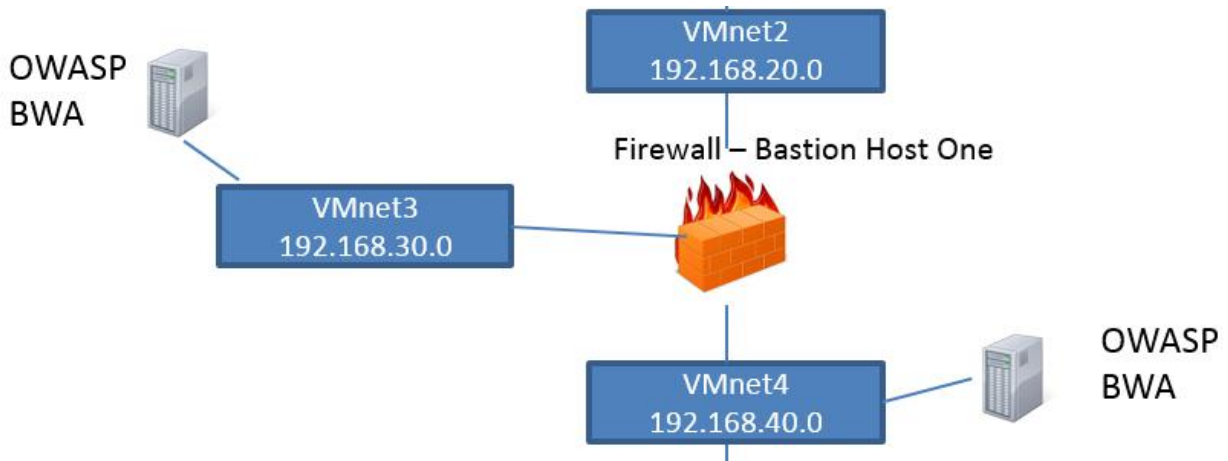 VMnet2
192.168.20.0
OWASP
BWA
Firewall – Bastion Host One
VMnet3
192.168.30.0
VMnet4
192.168.40.0
OWASP
BWA